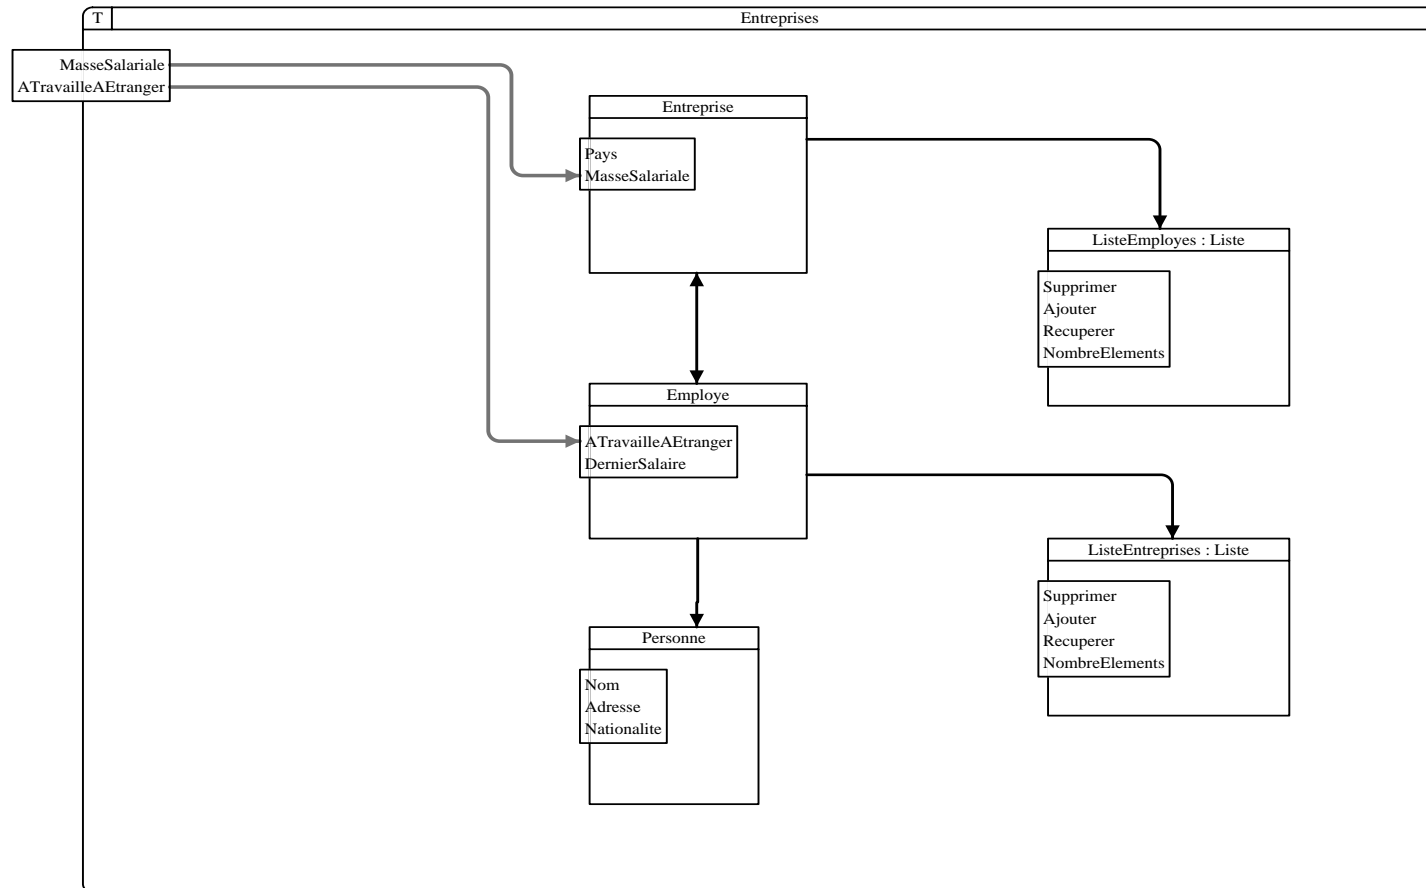 T
Entreprises
MasseSalariale
ATravailleAEtranger
Entreprise
Pays
MasseSalariale
ListeEmployes : Liste
Supprimer
Ajouter
Recuperer
NombreElements
Employe
ATravailleAEtranger
DernierSalaire
ListeEntreprises : Liste
Supprimer
Ajouter
Recuperer
NombreElements
Personne
Nom
Adresse
Nationalite